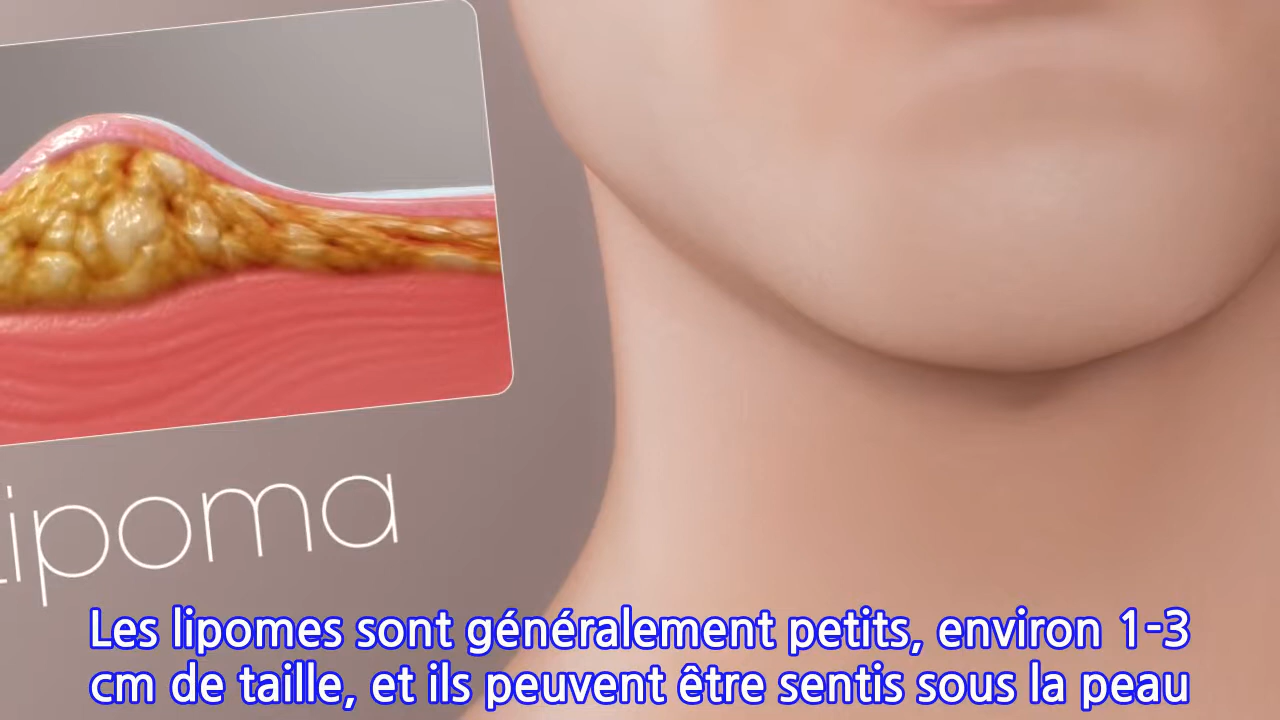 Lipoma
Les lipomes sont généralement petits, environ 1-3
cm de taille, et ils peuvent être sentis sous la peau